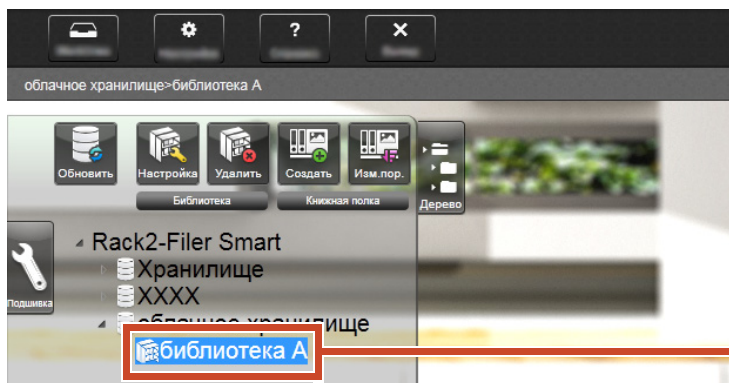 ?
облачное хранилище>библиотека А
Обновить
Настройка
Удалить
Создать
Изм.пор.
Библиотека
Книжная полка
Дерево
Подшивка
Rack2-Filer Smart
Хранилище
XXXX
облачное хранилище
библиотека А